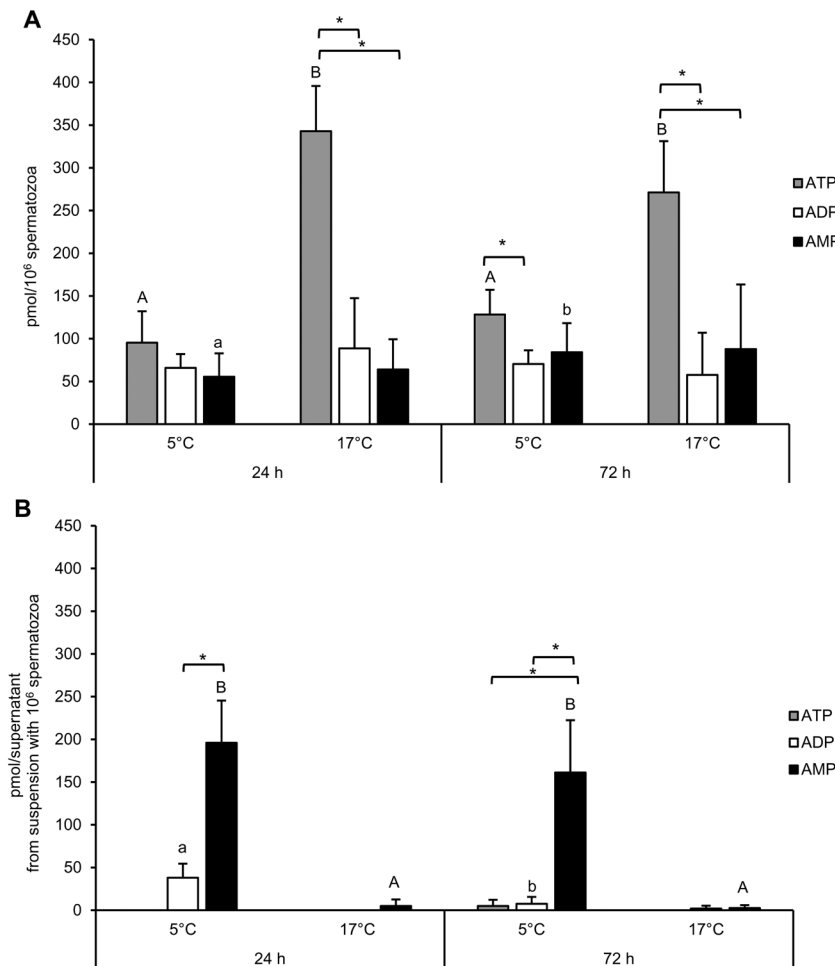 A
450
400
350
300
250
200
150
100
50
0
pmol/10⁶ spermatozoa
A
a
B
*
*
A
*
b
B
*
*
ATP
ADP
AMP
5°C
17°C
5°C
17°C
24 h
72 h
B
450
400
350
300
250
200
150
100
50
0
pmol/supernatant
from suspension with 10⁶ spermatozoa
a
*
B
A
*
*
b
B
A
ATP
ADP
AMP
5°C
17°C
5°C
17°C
24 h
72 h